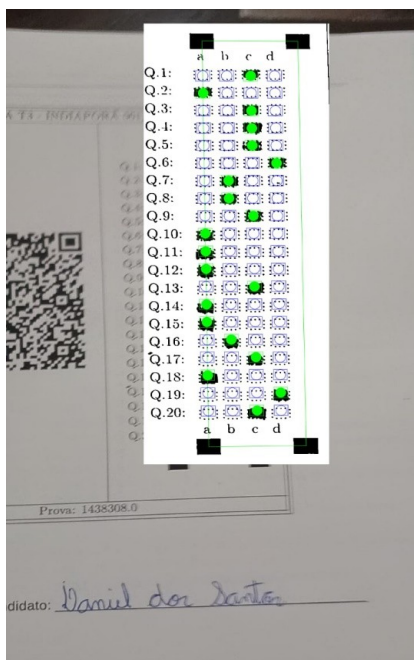 a b c d
Q.1:
Q.2:
Q.3:
Q.4:
Q.5:
Q.6:
Q.7:
Q.8:
Q.9:
Q.10:
Q.11:
Q.12:
Q.13:
Q.14:
Q.15:
Q.16:
Q.17:
Q.18:
Q.19:
Q.20:
a b c d
Prova: 1438308.0
didato: Daniel dos Santos